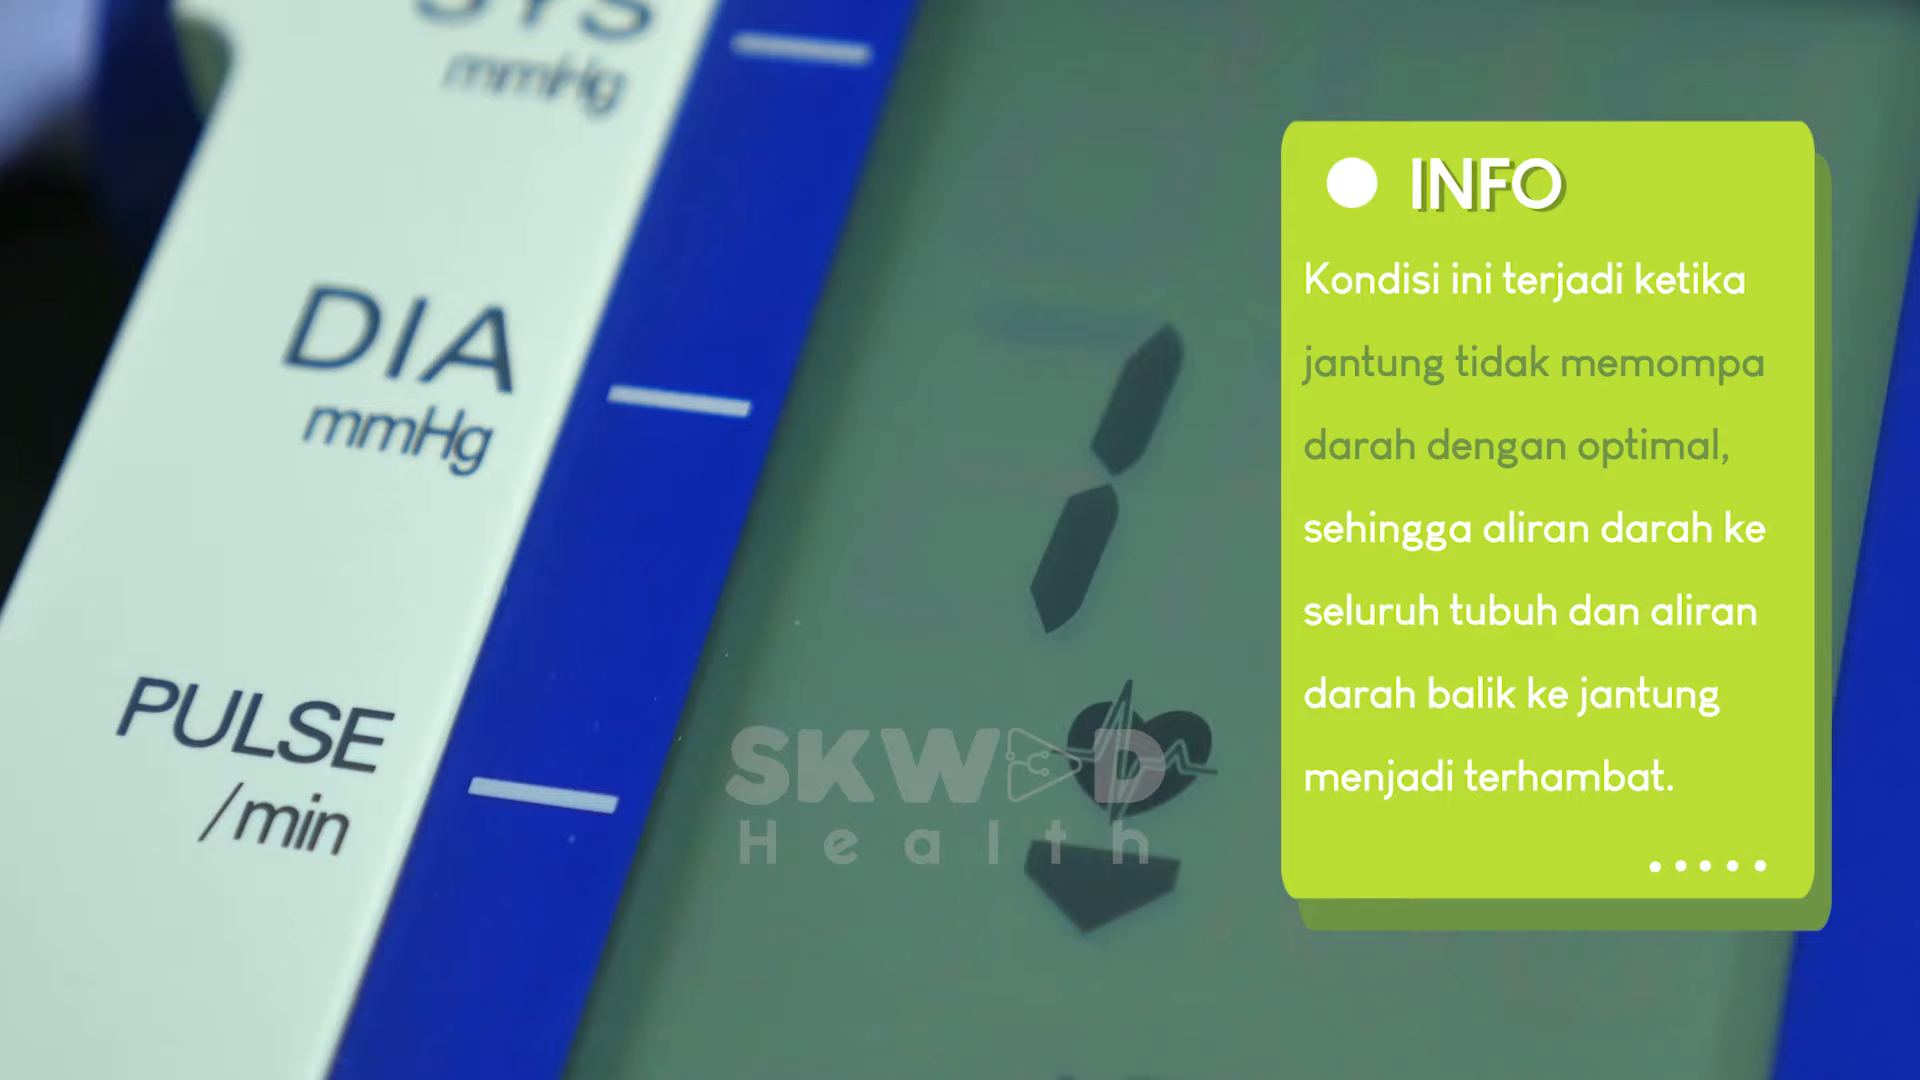 SYS
mmHg
DIA
mmHg
PULSE
/min
SKWAD
Health
INFO
Kondisi ini terjadi ketika
jantung tidak memompa
darah dengan optimal,
sehingga aliran darah ke
seluruh tubuh dan aliran
darah balik ke jantung
menjadi terhambat.